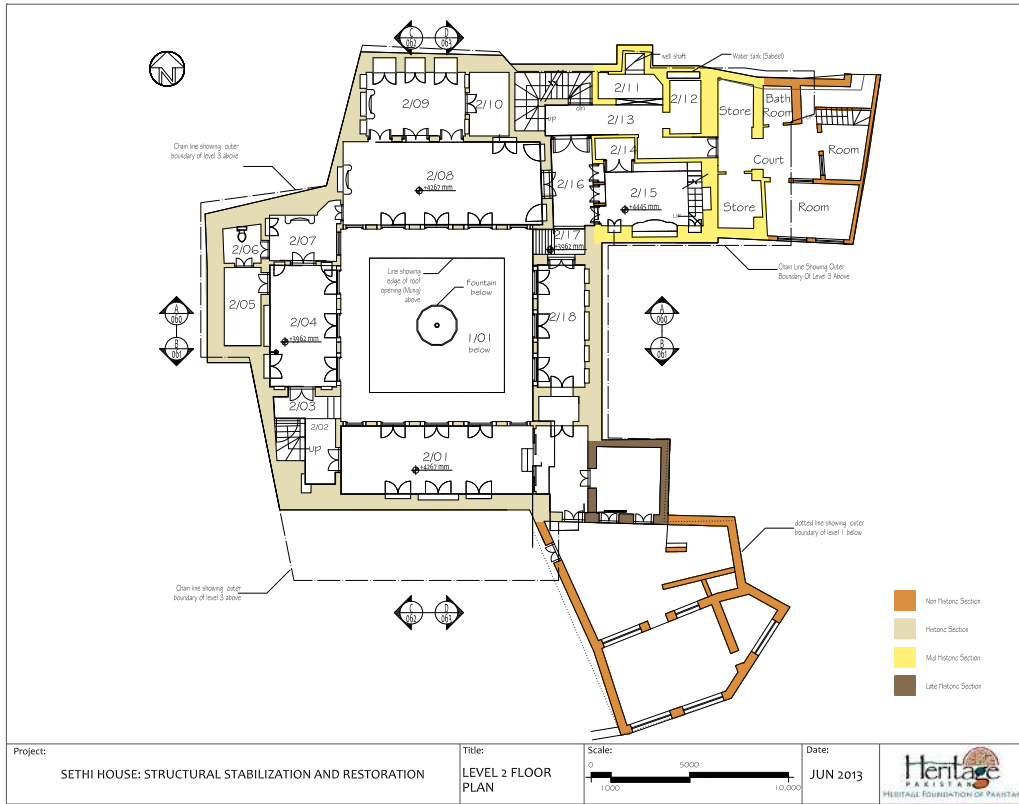 C
062
D
063
N
Chain line showing outer
boundary of level 3 above
well shaft
Water tank (Sabeel)
2/09
2/10
2/11
2/12
Store
Bath
Room
up
dn
up
2/13
Court
Room
2/08
+4267 mm
2/14
2/16
2/15
+4445 mm
up
Store
Room
2/06
2/07
2/17
+3962 mm
Chain Line Showing Outer
Boundary Of Level 3 Above
Line showing
edge of roof
opening (Mung)
above
Fountain
below
1/01
below
2/05
2/04
+3962 mm
2/18
A
060
B
061
A
060
B
061
2/03
2/02
up
2/01
+4267 mm
dotted line showing outer
boundary of level 1 below
Chain line showing outer
boundary of level 3 above
C
062
D
063
Non Historic Section
Historic Section
Mid Historic Section
Late Historic Section
Project:
SETHI HOUSE: STRUCTURAL STABILIZATION AND RESTORATION
Title:
LEVEL 2 FLOOR
PLAN
Scale:
0
5000
1000
10,000
Date:
JUN 2013
Heritage
PAKISTAN
HERITAGE FOUNDATION OF PAKISTAN